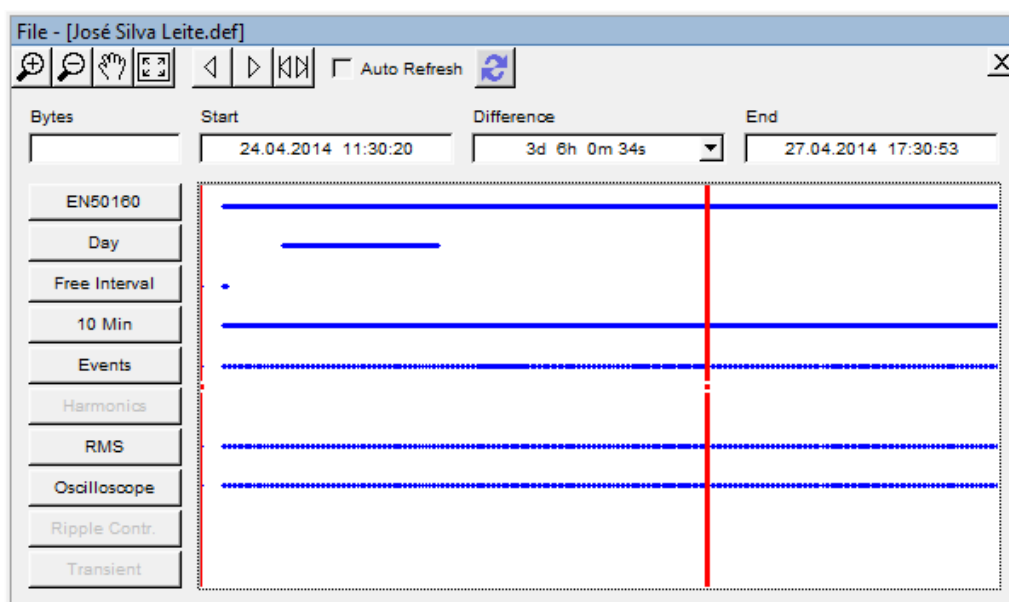 File - [José Silva Leite.def]
Auto Refresh
X
Bytes Start Difference End
24.04.2014 11:30:20 3d 6h 0m 34s 27.04.2014 17:30:53
EN50160
Day
Free Interval
10 Min
Events
Harmonics
RMS
Oscilloscope
Ripple Contr.
Transient